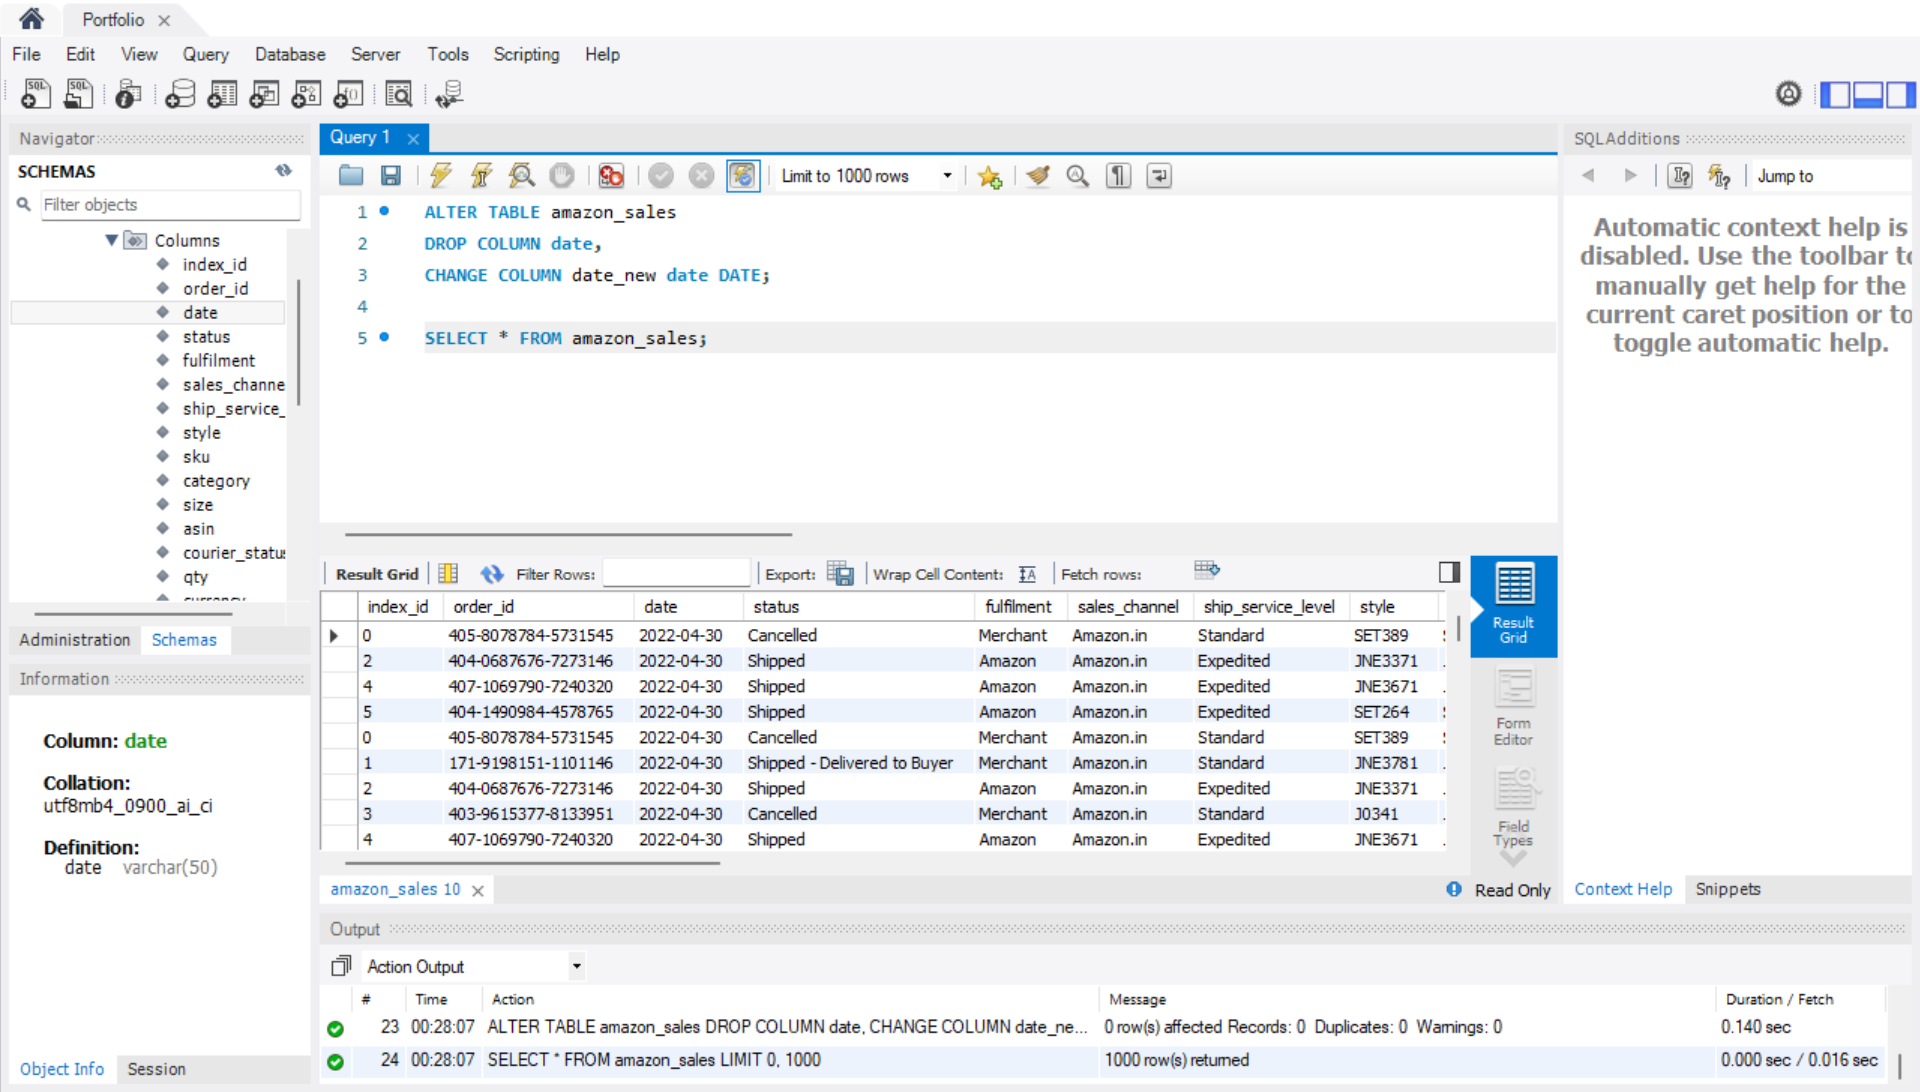 Portfolio
File Edit View Query Database Server Tools Scripting Help
Navigator
SCHEMAS
Filter objects
Columns
index_id
order_id
date
status
fulfilment
sales_channe
ship_service_
style
sku
category
size
asin
courier_statu
qty
currency
Administration Schemas
Information
Column: date
Collation:
utf8mb4_0900_ai_ci
Definition:
date varchar(50)
Object Info Session
Query 1
Limit to 1000 rows
1 ALTER TABLE amazon_sales
2 DROP COLUMN date,
3 CHANGE COLUMN date_new date DATE;
4
5 SELECT * FROM amazon_sales;
Result Grid Filter Rows: Export: Wrap Cell Content: Fetch rows:
index_id order_id date status fulfilment sales_channel ship_service_level style
0 405-8078784-5731545 2022-04-30 Cancelled Merchant Amazon.in Standard SET389
2 404-0687676-7273146 2022-04-30 Shipped Amazon Amazon.in Expedited JNE3371
4 407-1069790-7240320 2022-04-30 Shipped Amazon Amazon.in Expedited JNE3671
5 404-1490984-4578765 2022-04-30 Shipped Amazon Amazon.in Expedited SET264
0 405-8078784-5731545 2022-04-30 Cancelled Merchant Amazon.in Standard SET389
1 171-9198151-1101146 2022-04-30 Shipped - Delivered to Buyer Merchant Amazon.in Standard JNE3781
2 404-0687676-7273146 2022-04-30 Shipped Amazon Amazon.in Expedited JNE3371
3 403-9615377-8133951 2022-04-30 Cancelled Merchant Amazon.in Standard J0341
4 407-1069790-7240320 2022-04-30 Shipped Amazon Amazon.in Expedited JNE3671
Result
Grid
Form
Editor
Field
Types
amazon_sales 10
Read Only
SQLAdditions
Jump to
Automatic context help is
disabled. Use the toolbar to
manually get help for the
current caret position or to
toggle automatic help.
Context Help Snippets
Output
Action Output
# Time Action Message Duration / Fetch
23 00:28:07 ALTER TABLE amazon_sales DROP COLUMN date, CHANGE COLUMN date_ne... 0 row(s) affected Records: 0 Duplicates: 0 Warnings: 0 0.140 sec
24 00:28:07 SELECT * FROM amazon_sales LIMIT 0, 1000 1000 row(s) returned 0.000 sec / 0.016 sec